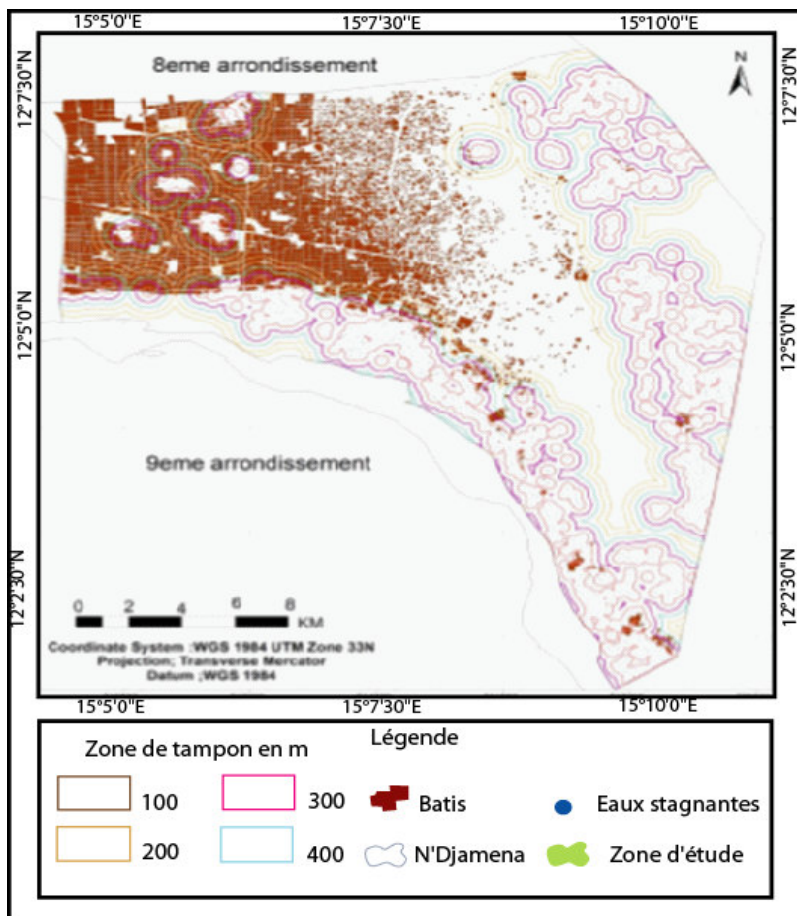 15°5'0"E 15°7'30"E 15°10'0"E
8eme arrondissement
N
12°7'30"N 12°7'30"N
12°5'0"N 12°5'0"N
9eme arrondissement
12°2'30"N 12°2'30"N
0 2 4 6 8
KM
Coordinate System :WGS 1984 UTM Zone 33N
Projection; Transverse Mercator
Datum ;WGS 1984
15°5'0"E 15°7'30"E 15°10'0"E
Légende
Zone de tampon en m
100 300 Batis Eaux stagnantes
200 400 N'Djamena Zone d'étude